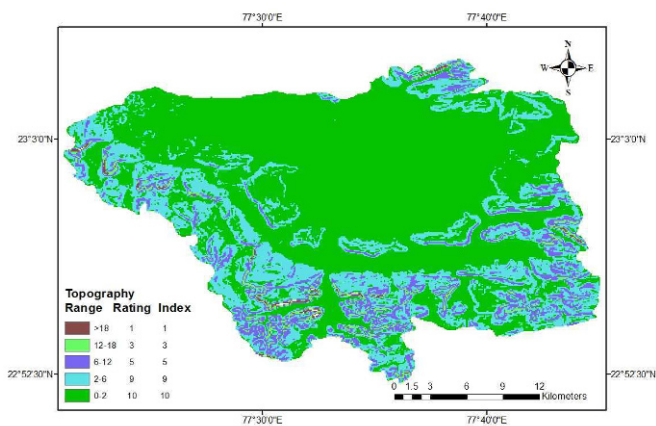 77°30'0"E 77°40'0"E
N
W E
S
23°3'0"N 23°3'0"N
Topography
Range Rating Index
>18 1 1
12-18 3 3
6-12 5 5
2-6 9 9
0-2 10 10
22°52'30"N 22°52'30"N
0 1.5 3 6 9 12
Kilometers
77°30'0"E 77°40'0"E